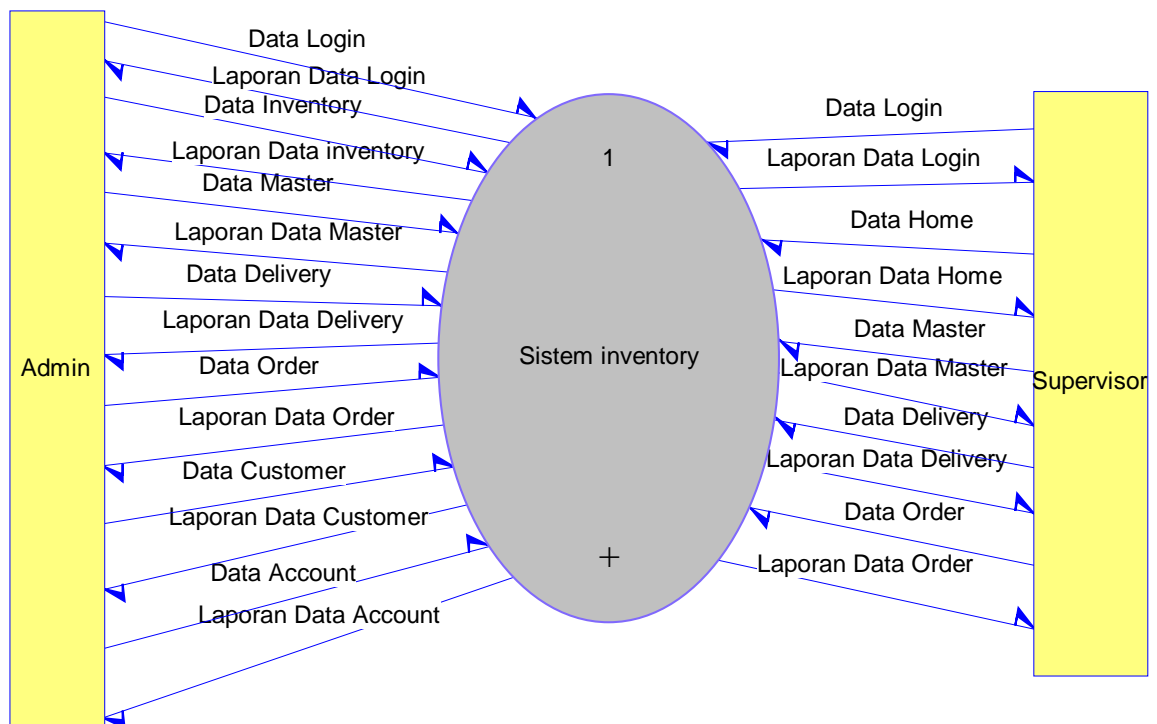 Data Login
Laporan Data Login
Data Inventory
Laporan Data inventory
Data Master
Laporan Data Master
Data Delivery
Laporan Data Delivery
Admin
Data Order
Laporan Data Order
Data Customer
Laporan Data Customer
Data Account
Laporan Data Account
1
Sistem inventory
+
Data Login
Laporan Data Login
Data Home
Laporan Data Home
Data Master
Laporan Data Master
Supervisor
Data Delivery
Laporan Data Delivery
Data Order
Laporan Data Order